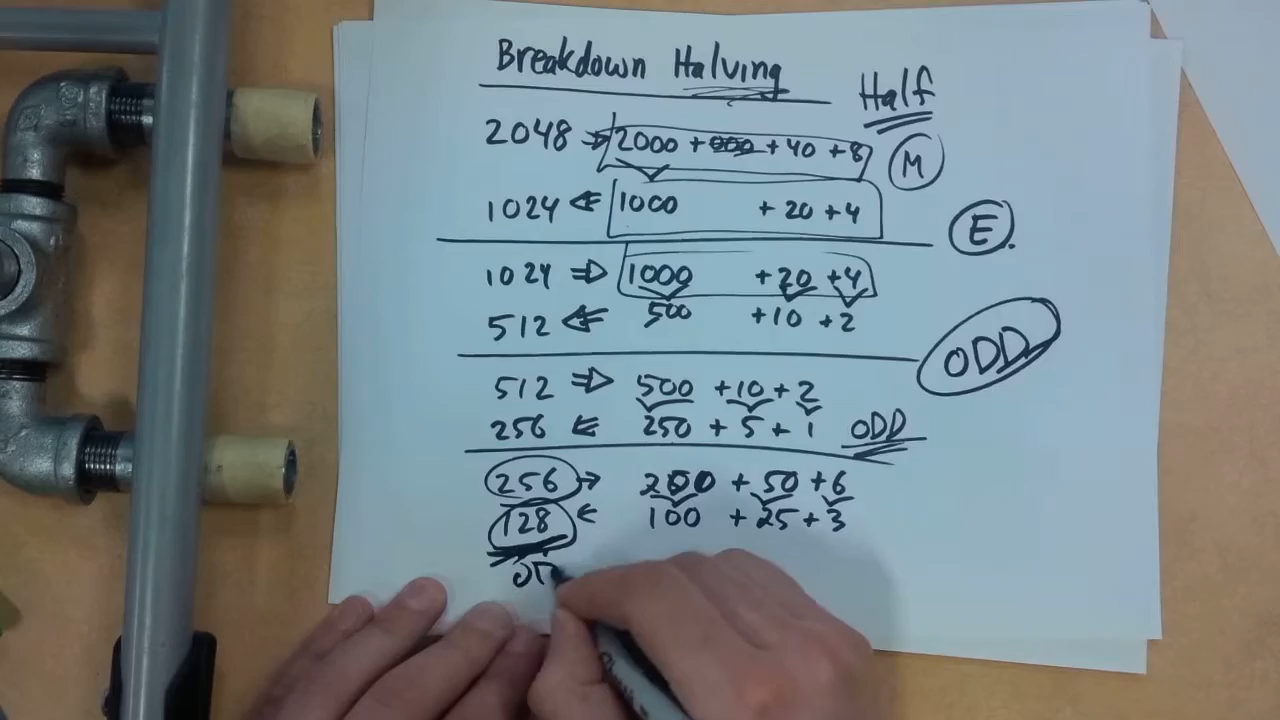 Breakdown Halving
Half
2048 ⇒ 2000 + 000 + 40 + 8
M
1024 ⇐ 1000 + 20 + 4
E.
1024 ⇒ 1000 + 20 + 4
512 ⇐ 500 + 10 + 2
ODD
512 ⇒ 500 + 10 + 2
256 ⇐ 250 + 5 + 1 ODD
256 → 200 + 50 + 6
128 ← 100 + 25 + 3